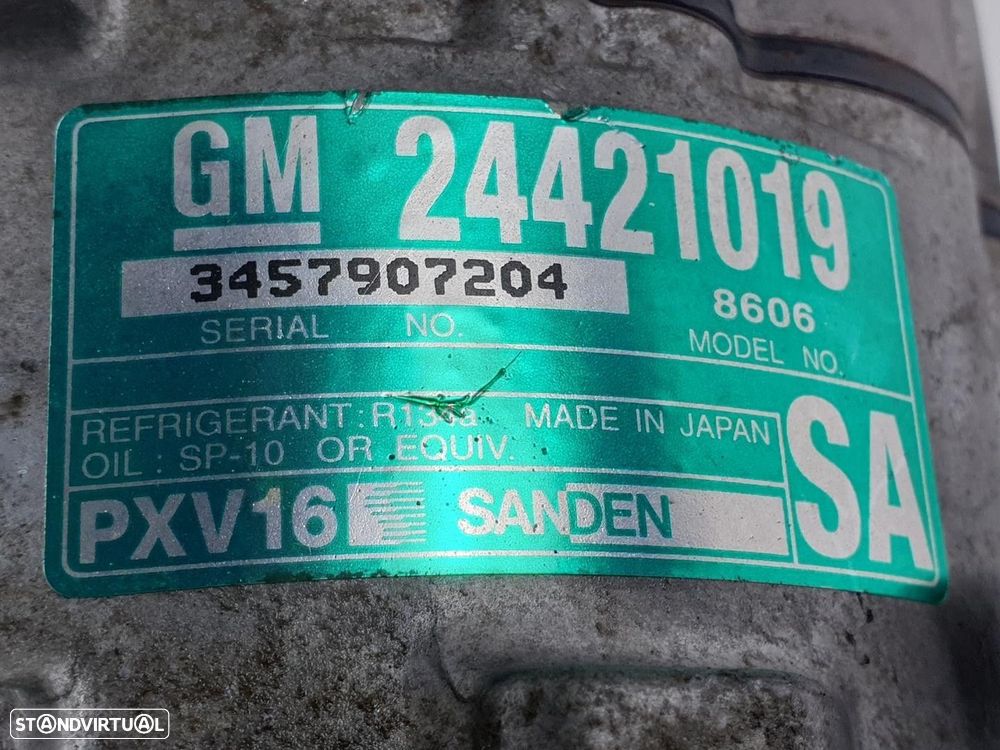 GM 24421019
3457907204
8606
SERIAL NO.
MODEL NO.
REFRIGERANT: R134a MADE IN JAPAN
OIL: SP-10 OR EQUIV.
SA
PXV16 SANDEN
STANDVIRTUAL